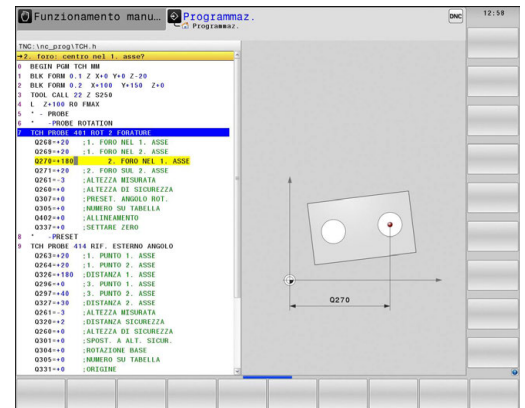 Funzionamento manu...
Programmaz.
Programmaz.
DNC
12:58
TNC:\nc_prog\TCH.h
→2. foro: centro nel 1. asse?
0 BEGIN PGM TCH MM
1 BLK FORM 0.1 Z X+0 Y+0 Z-20
2 BLK FORM 0.2 X+100 Y+150 Z+0
3 TOOL CALL 22 Z S250
4 L Z+100 R0 FMAX
5 * - PROBE
6 * -PROBE ROTATION
7 TCH PROBE 401 ROT 2 FORATURE
Q268=+20 ;1. FORO NEL 1. ASSE
Q269=+20 ;1. FORO NEL 2. ASSE
Q270=+180 2. FORO NEL 1. ASSE
Q271=+20 ;2. FORO SUL 2. ASSE
Q261=-3 ;ALTEZZA MISURATA
Q260=+0 ;ALTEZZA DI SICUREZZA
Q307=+0 ;PRESET. ANGOLO ROT.
Q305=+0 ;NUMERO SU TABELLA
Q402=+0 ;ALLINEAMENTO
Q337=+0 ;SETTARE ZERO
8 * -PRESET
9 TCH PROBE 414 RIF. ESTERNO ANGOLO
Q263=+20 ;1. PUNTO 1. ASSE
Q264=+20 ;1. PUNTO 2. ASSE
Q326=+180 ;DISTANZA 1. ASSE
Q296=+0 ;3. PUNTO 1. ASSE
Q297=+40 ;3. PUNTO 2. ASSE
Q327=+30 ;DISTANZA 2. ASSE
Q261=-3 ;ALTEZZA MISURATA
Q320=+2 ;DISTANZA SICUREZZA
Q260=+0 ;ALTEZZA DI SICUREZZA
Q301=+0 ;SPOST. A ALT. SICUR.
Q304=+0 ;ROTAZIONE BASE
Q305=+0 ;NUMERO SU TABELLA
Q331=+0 ;ORIGINE
Q270